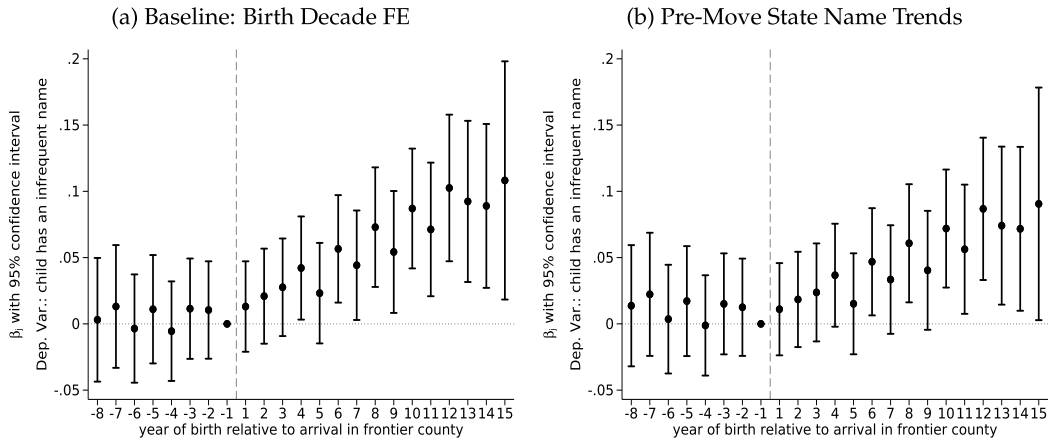 (a) Baseline: Birth Decade FE
βⱼ with 95% confidence interval
Dep. Var.: child has an infrequent name
.2
.15
.1
.05
0
-.05
-8 -7 -6 -5 -4 -3 -2 -1 1 2 3 4 5 6 7 8 9 10 11 12 13 14 15
year of birth relative to arrival in frontier county
(b) Pre-Move State Name Trends
βⱼ with 95% confidence interval
Dep. Var.: child has an infrequent name
.2
.15
.1
.05
0
-.05
-8 -7 -6 -5 -4 -3 -2 -1 1 2 3 4 5 6 7 8 9 10 11 12 13 14 15
year of birth relative to arrival in frontier county